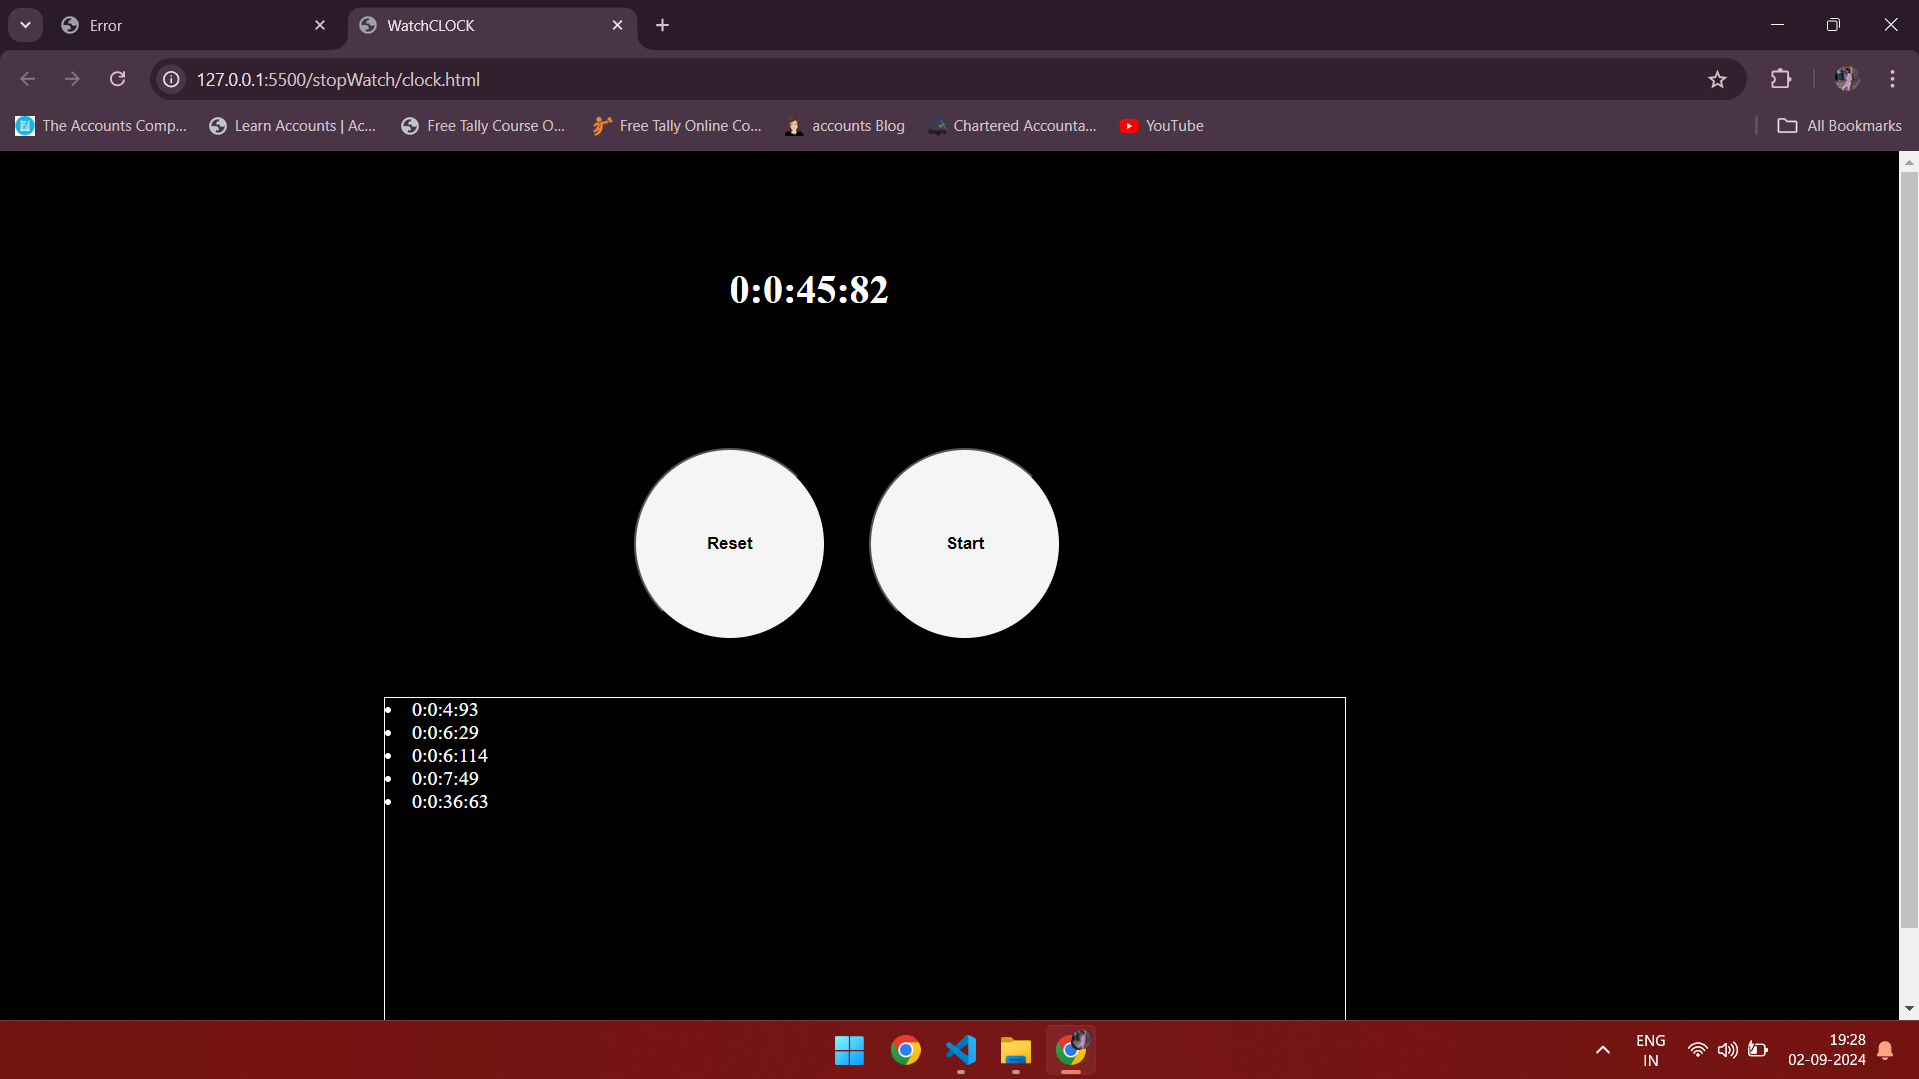 Error
WatchCLOCK
127.0.0.1:5500/stopWatch/clock.html
The Accounts Comp...
Learn Accounts | Ac...
Free Tally Course O...
Free Tally Online Co...
accounts Blog
Chartered Accounta...
YouTube
All Bookmarks
0:0:45:82
Reset
Start
0:0:4:93
0:0:6:29
0:0:6:114
0:0:7:49
0:0:36:63
ENG
IN
19:28
02-09-2024